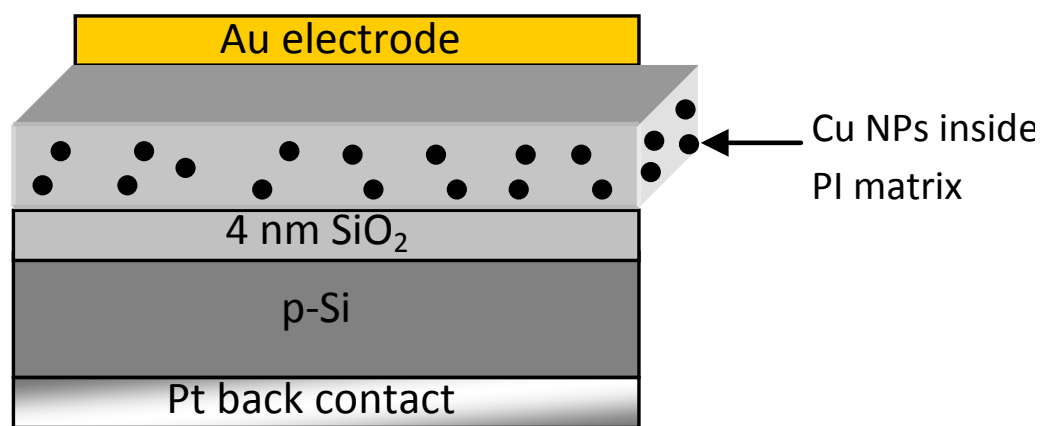 Au electrode
Cu NPs inside
PI matrix
4 nm SiO₂
p-Si
Pt back contact